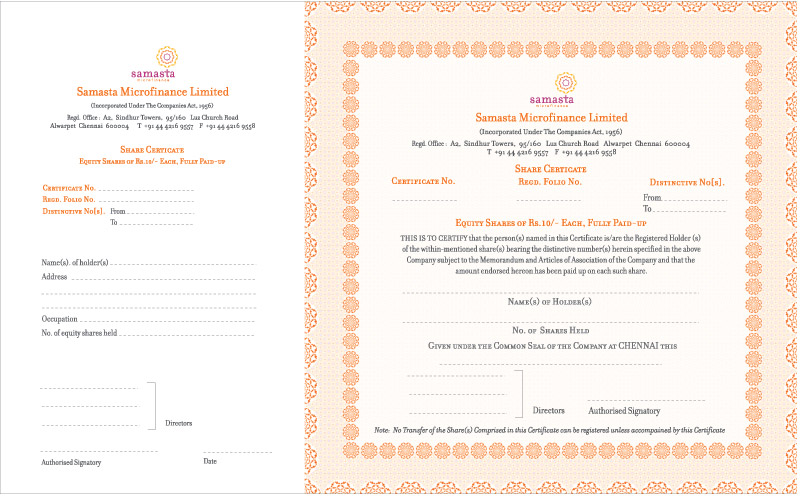 samasta
microfinance
Samasta Microfinance Limited
(Incorporated Under The Companies Act, 1956)
Regd. Office : A2, Sindhur Towers, 95/160 Luz Church Road
Alwarpet Chennai 600004 T +91 44 4216 9557 F +91 44 4216 9558
Share Certicate
Equity Shares of Rs.10/- Each, Fully Paid-up
Certificate No.
Regd. Folio No.
Distinctive No[s]. From
To
Name(s). of holder(s)
Address
Occupation
No. of equity shares held
Directors
Authorised Signatory Date
samasta
microfinance
Samasta Microfinance Limited
(Incorporated Under The Companies Act, 1956)
Regd. Office : A2, Sindhur Towers, 95/160 Lus Church Road Alwarpet Chennai 600004
T +91 44 4216 9557 F +91 44 4216 9558
Share Certicate
Certificate No. Regd. Folio No. Distinctive No[s].
From
To
Equity Shares of Rs.10/- Each, Fully Paid-up
THIS IS TO CERTIFY that the person(s) named in this Certificate is/are the Registered Holder (s)
of the within-mentioned share(s) bearing the distinctive number(s) herein specified in the above
Company subject to the Memorandum and Articles of Association of the Company and that the
amount endorsed hereon has been paid up on each such share.
Name(s) of Holder(s)
No. of Shares Held
Given under the Common Seal of the Company at CHENNAI this
Directors Authorised Signatory
Note: No Transfer of the Share(s) Comprised in this Certificate can be registered unless accompained by this Certificate